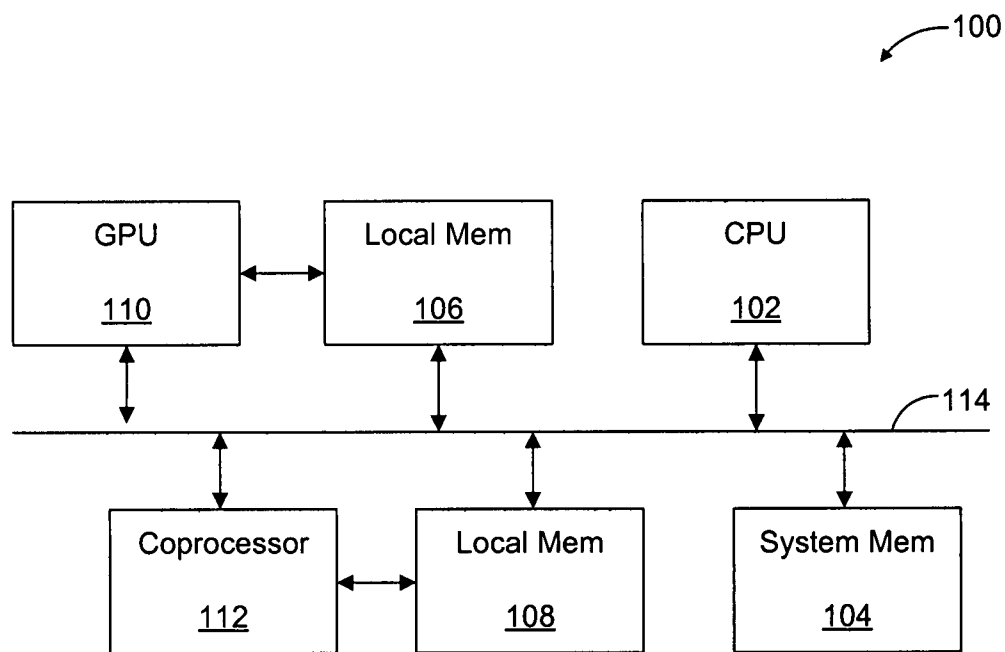 100
GPU
110
Local Mem
106
CPU
102
114
Coprocessor
112
Local Mem
108
System Mem
104